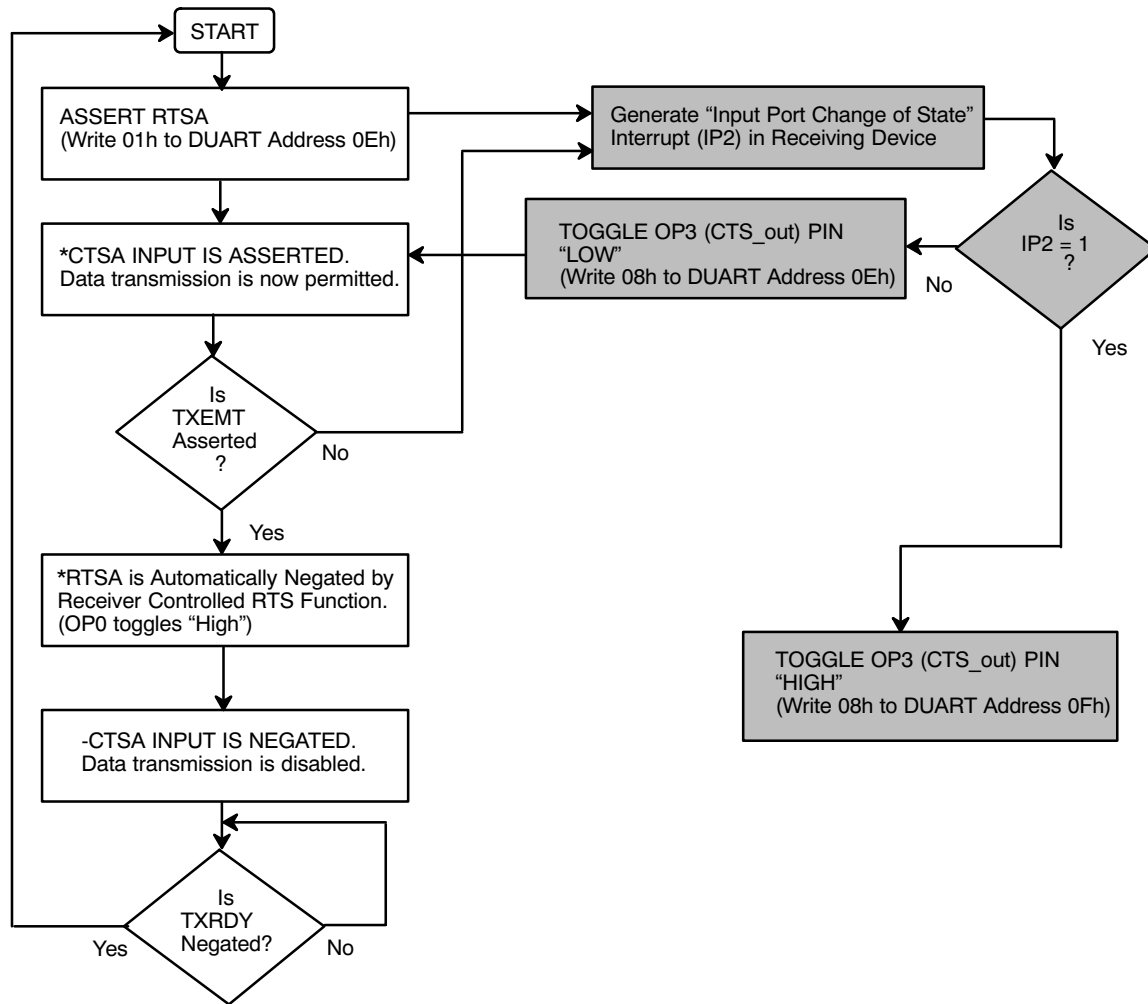 START
ASSERT RTSA
(Write 01h to DUART Address 0Eh)
Generate “Input Port Change of State”
Interrupt (IP2) in Receiving Device
*CTSA INPUT IS ASSERTED.
Data transmission is now permitted.
TOGGLE OP3 (CTS_out) PIN
“LOW”
(Write 08h to DUART Address 0Eh)
Is
IP2 = 1
?
No
Yes
Is
TXEMT
Asserted
?
No
Yes
*RTSA is Automatically Negated by
Receiver Controlled RTS Function.
(OP0 toggles “High”)
TOGGLE OP3 (CTS_out) PIN
“HIGH”
(Write 08h to DUART Address 0Fh)
-CTSA INPUT IS NEGATED.
Data transmission is disabled.
Is
TXRDY
Negated?
Yes
No